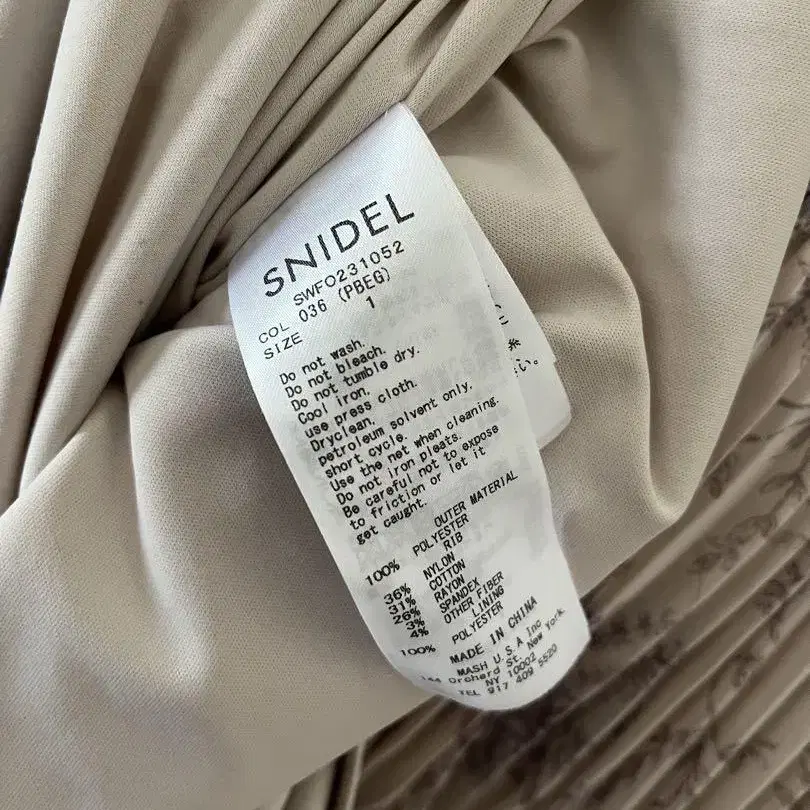 SNIDEL
SWFO231052
COL 036 (PBEG)
SIZE 1
Do not wash.
Do not bleach.
Do not tumble dry.
Cool iron.
use press cloth.
Dryclean.
petroleum solvent only.
short cycle.
Use the net when cleaning.
Do not iron pleats.
Be careful not to expose
to friction or let it
get caught.
OUTER MATERIAL
100% POLYESTER
RIB
36% NYLON
31% COTTON
26% RAYON
3% SPANDEX
4% OTHER FIBER
LINING
100% POLYESTER
MADE IN CHINA
MASH U.S.A Inc
Orchard St. New York.
NY 10002
TEL 917 409 5520
糸
い。